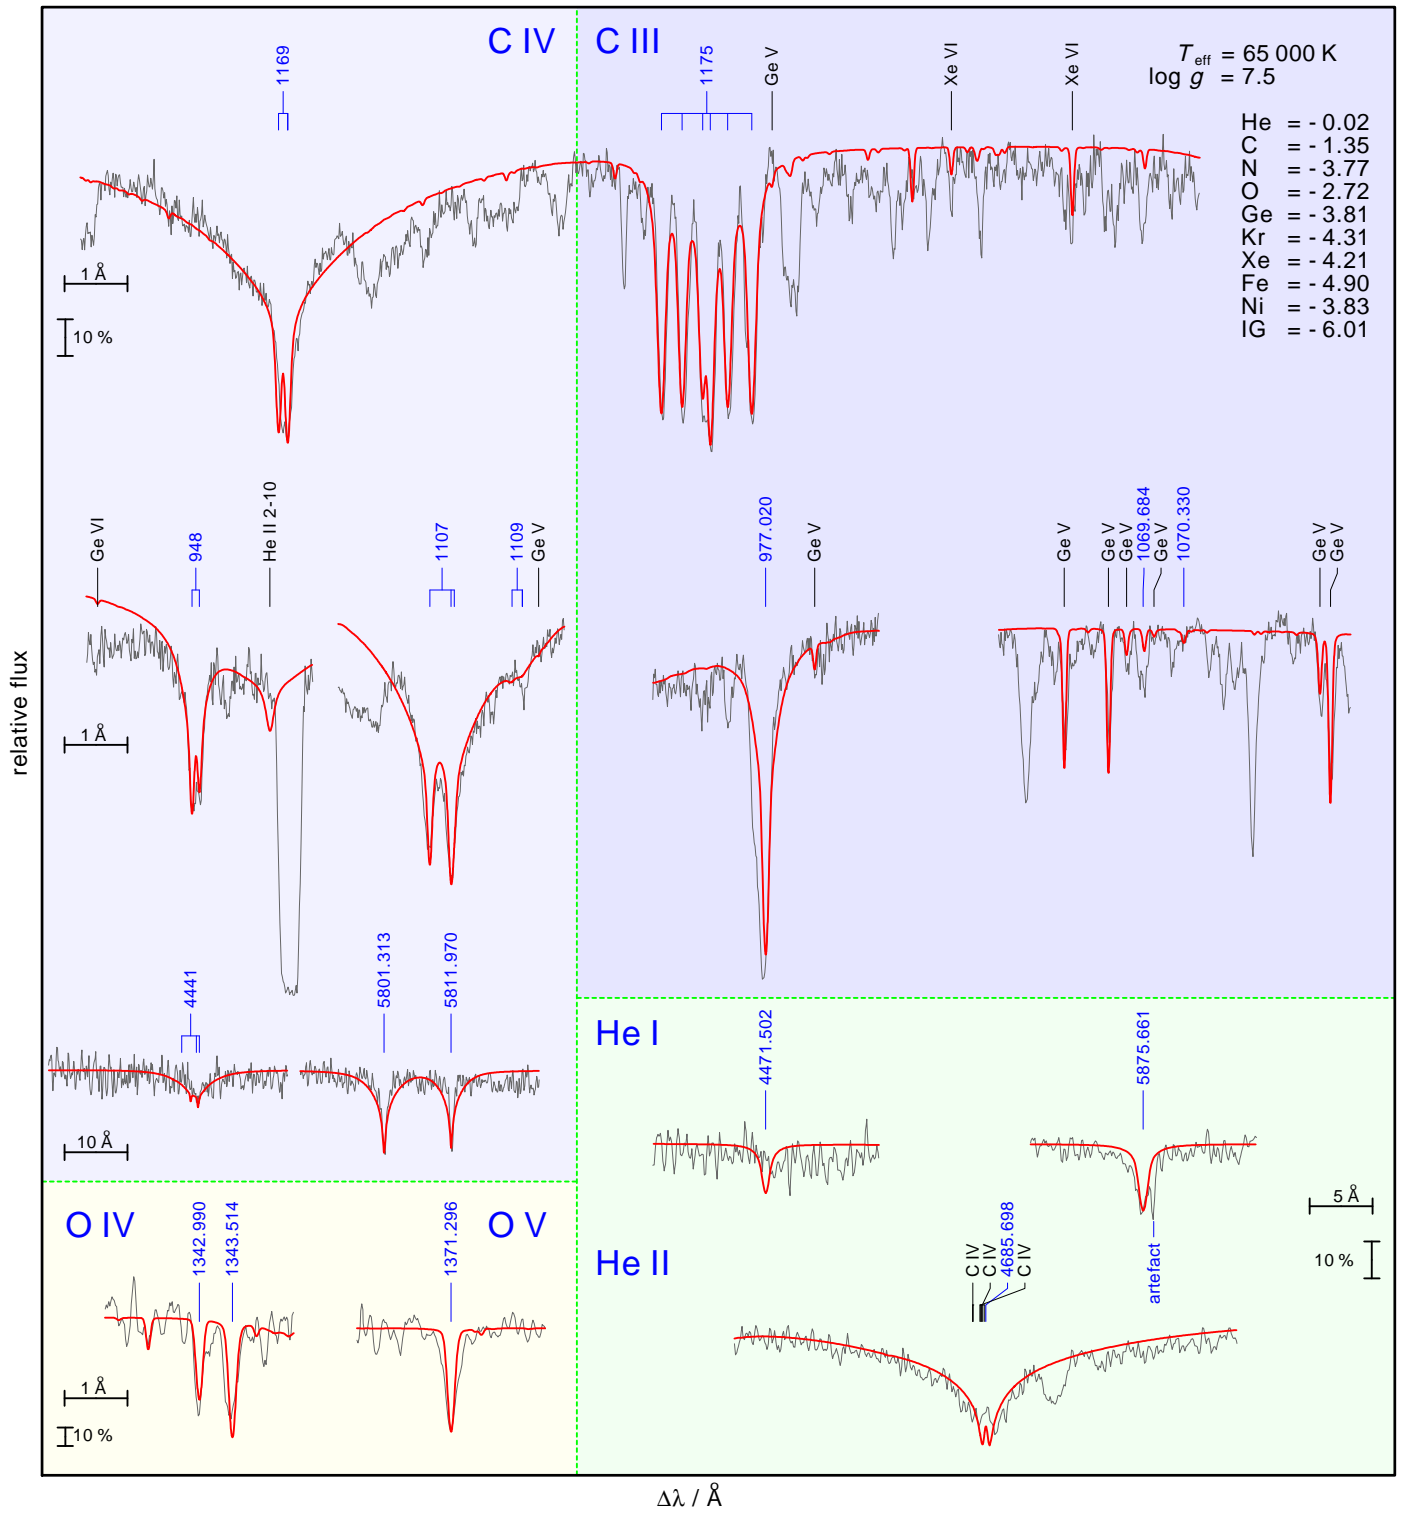 C IV
1169
1 Å
10 %
C III
1175
Ge V
Xe VI
Xe VI
T eff = 65 000 K
log g = 7.5
He = - 0.02
C = - 1.35
N = - 3.77
O = - 2.72
Ge = - 3.81
Kr = - 4.31
Xe = - 4.21
Fe = - 4.90
Ni = - 3.83
IG = - 6.01
Ge VI
948
He II 2-10
1107
1109
Ge V
1 Å
977.020
Ge V
Ge V
Ge V
Ge V
1069.684
Ge V
1070.330
Ge V
Ge V
relative flux
4441
5801.313
5811.970
10 Å
He I
4471.502
5875.661
artefact
5 Å
10 %
He II
C IV
C IV
4685.698
C IV
O IV
1342.990
1343.514
O V
1371.296
1 Å
10 %
Δλ / Å